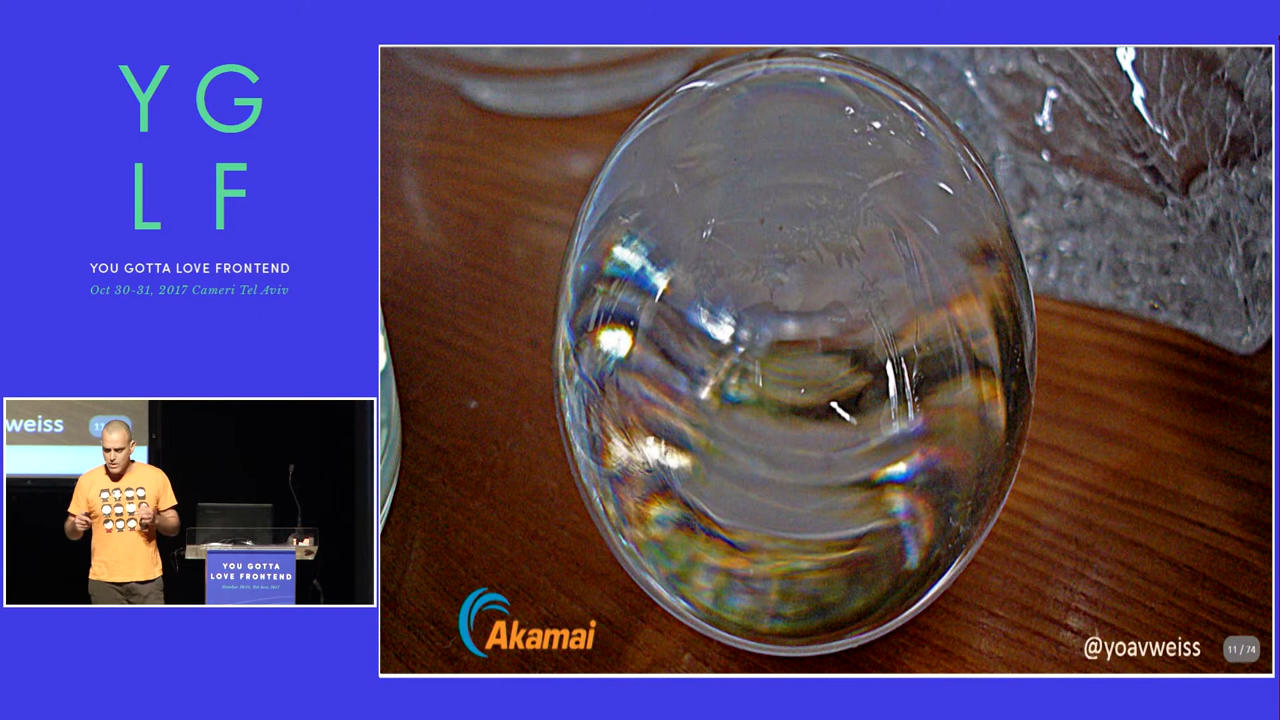 Y G
L F
YOU GOTTA LOVE FRONTEND
Oct 30-31, 2017 Cameri Tel Aviv
weiss 11
YOU GOTTA
LOVE FRONTEND
Akamai
@yoavweiss 11 / 74